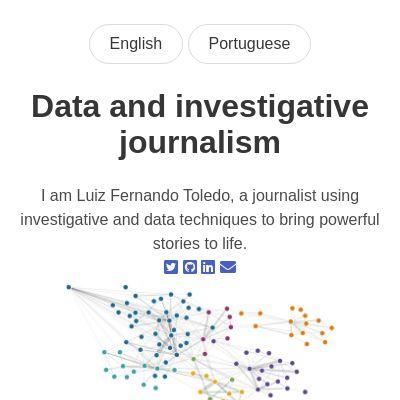 English
Portuguese
Data and investigative
journalism
I am Luiz Fernando Toledo, a journalist using
investigative and data techniques to bring powerful
stories to life.